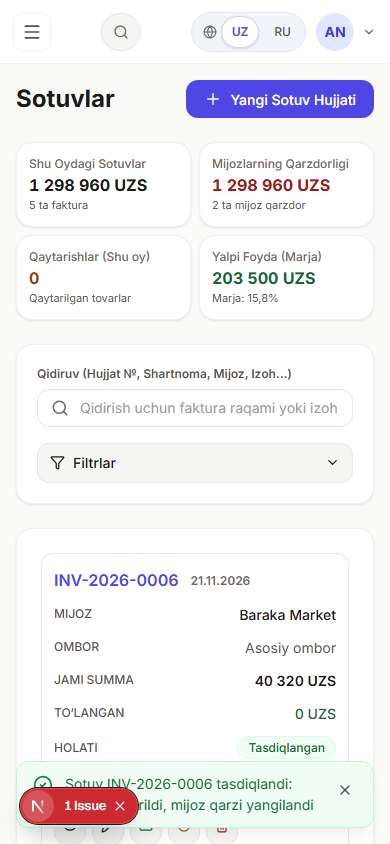 UZ RU AN
Sotuvlar
Yangi Sotuv Hujjati
Shu Oydagi Sotuvlar
1 298 960 UZS
5 ta faktura
Mijozlarning Qarzdorligi
1 298 960 UZS
2 ta mijoz qarzdor
Qaytarishlar (Shu oy)
0
Qaytarilgan tovarlar
Yalpi Foyda (Marja)
203 500 UZS
Marja: 15,8%
Qidiruv (Hujjat №, Shartnoma, Mijoz, Izoh...)
Qidirish uchun faktura raqami yoki izoh
Filtrlar
INV-2026-0006 21.11.2026
MIJOZ Baraka Market
OMBOR Asosiy ombor
JAMI SUMMA 40 320 UZS
TO‘LANGAN 0 UZS
HOLATI Tasdiqlangan
Sotuv INV-2026-0006 tasdiqlandi:
mijoz qarzi yangilandi
N 1 Issue